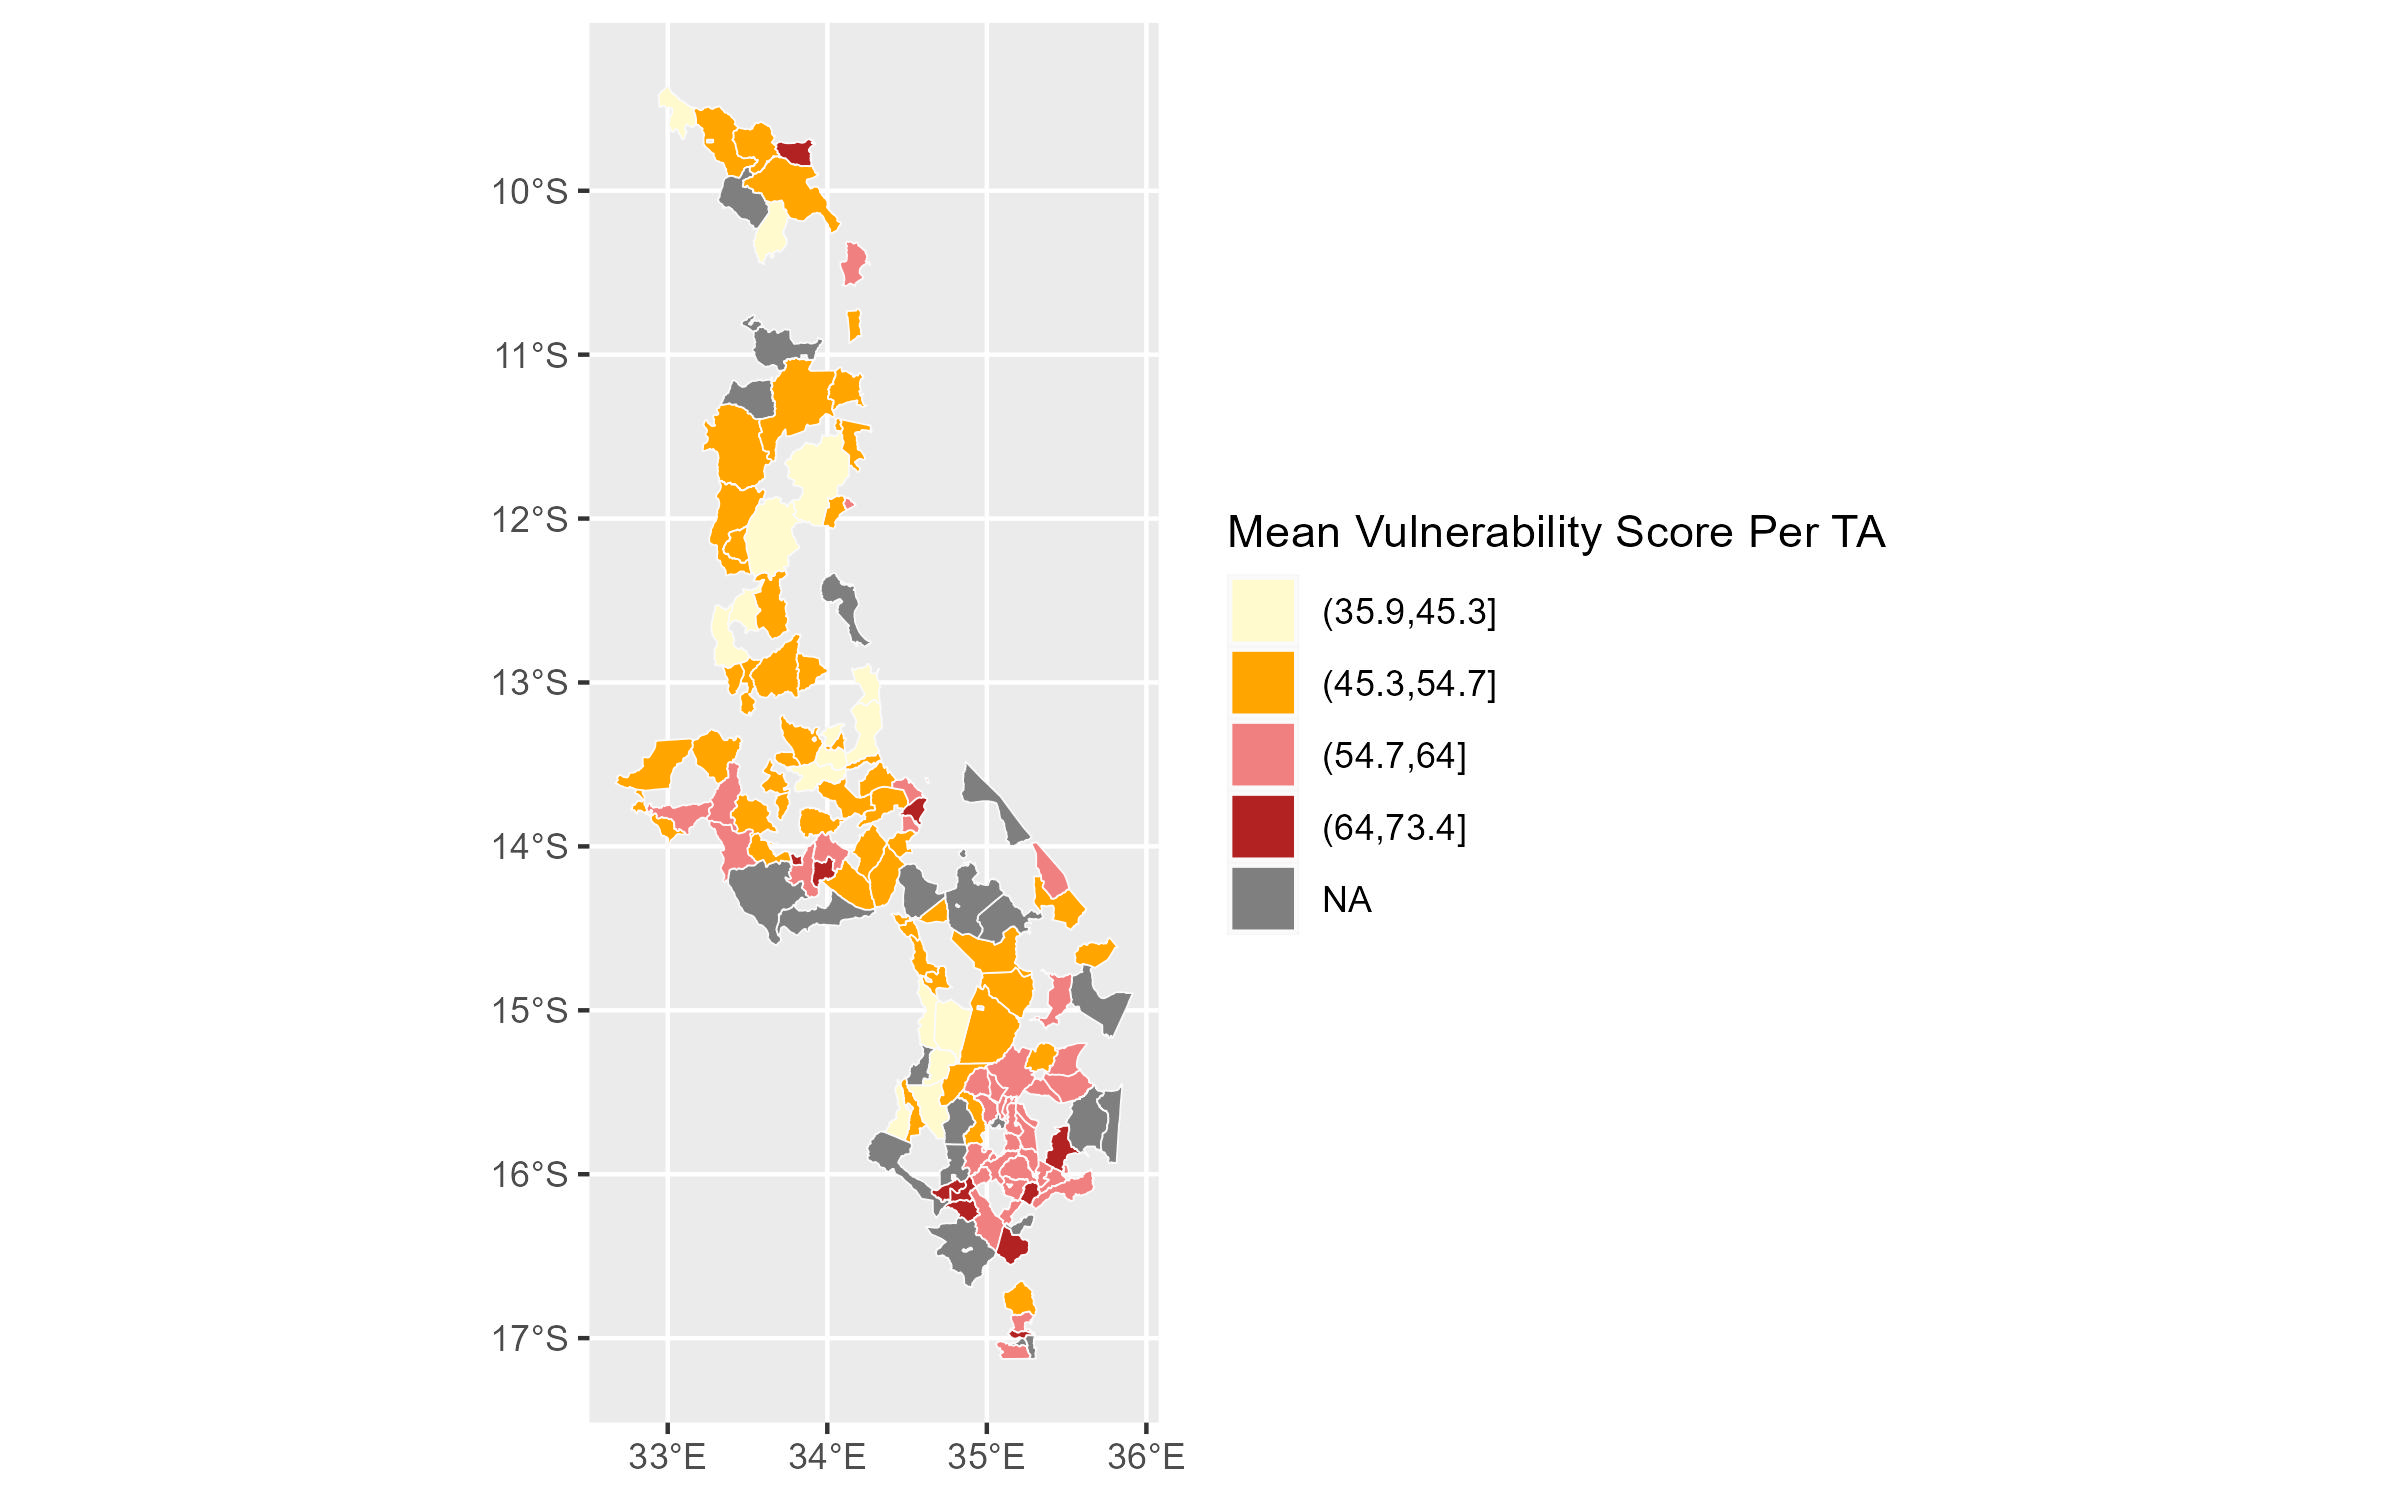 10°S
11°S
12°S
13°S
14°S
15°S
16°S
17°S
33°E 34°E 35°E 36°E
Mean Vulnerability Score Per TA
(35.9,45.3]
(45.3,54.7]
(54.7,64]
(64,73.4]
NA